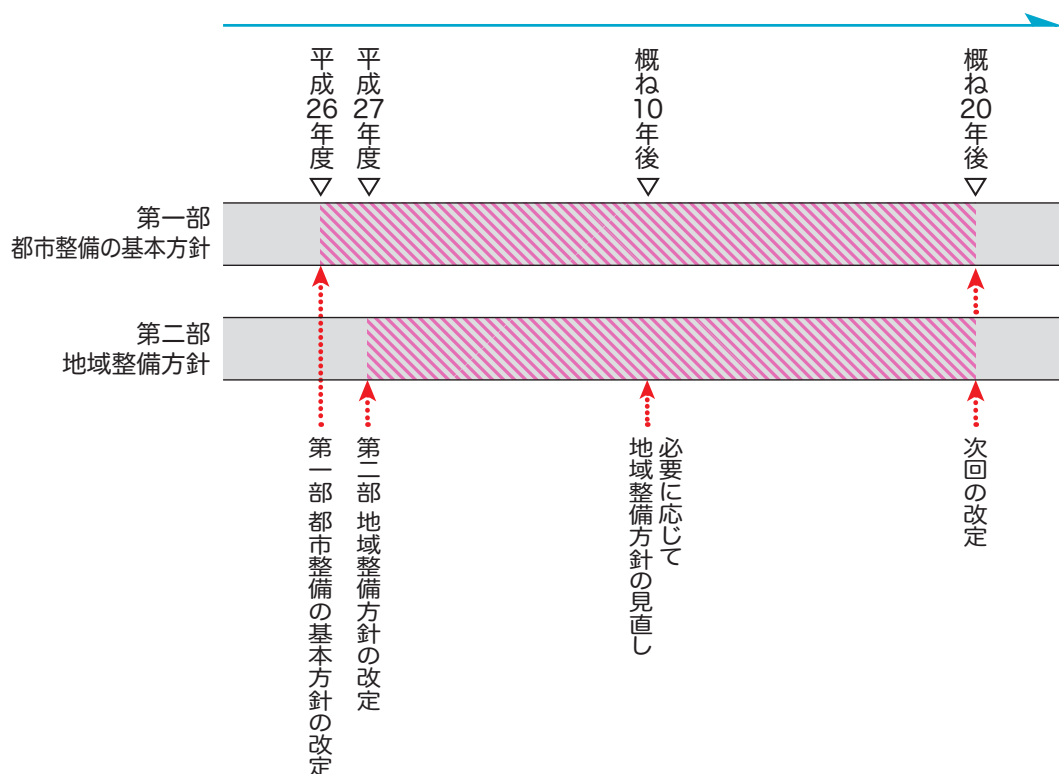 平成26年度
平成27年度
概ね10年後
概ね20年後
第一部
都市整備の基本方針
第二部
地域整備方針
第一部 都市整備の基本方針の改定
第二部 地域整備方針の改定
必要に応じて
地域整備方針の見直し
次回の改定